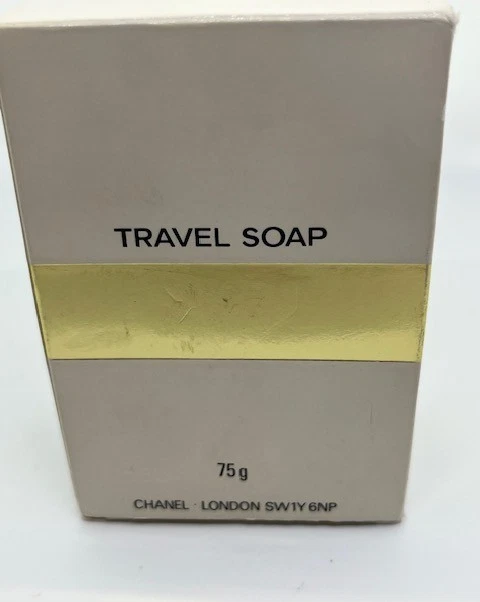 TRAVEL SOAP
75g
CHANEL · LONDON SW1Y 6NP